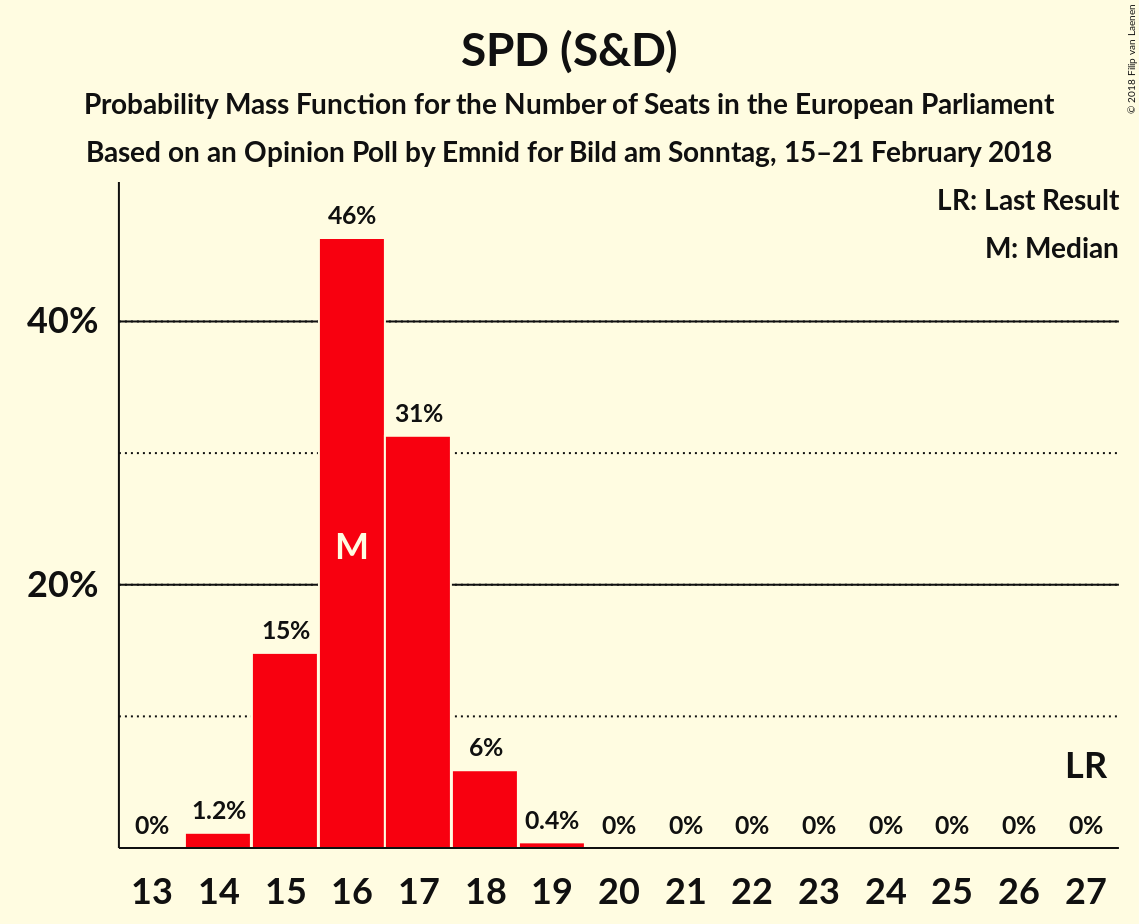 SPD (S&D)
Probability Mass Function for the Number of Seats in the European Parliament
Based on an Opinion Poll by Emnid for Bild am Sonntag, 15–21 February 2018
© 2018 Filip van Laenen
LR: Last Result
M: Median
40%
20%
0%
1.2%
15%
46%
31%
6%
0.4%
0%
0%
0%
0%
0%
0%
0%
0%
M
LR
13 14 15 16 17 18 19 20 21 22 23 24 25 26 27